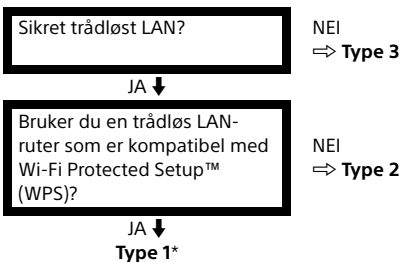 Sikret trådløst LAN?
NEI
⇨ Type 3
JA ⬇
Bruker du en trådløs LAN-
ruter som er kompatibel med
Wi-Fi Protected Setup™
(WPS)?
NEI
⇨ Type 2
JA ⬇
Type 1*